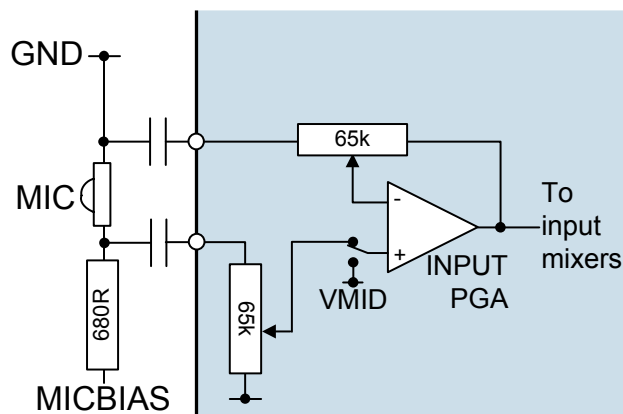 GND
65k
MIC
-
+
To
input
mixers
INPUT
PGA
VMID
65k
680R
MICBIAS